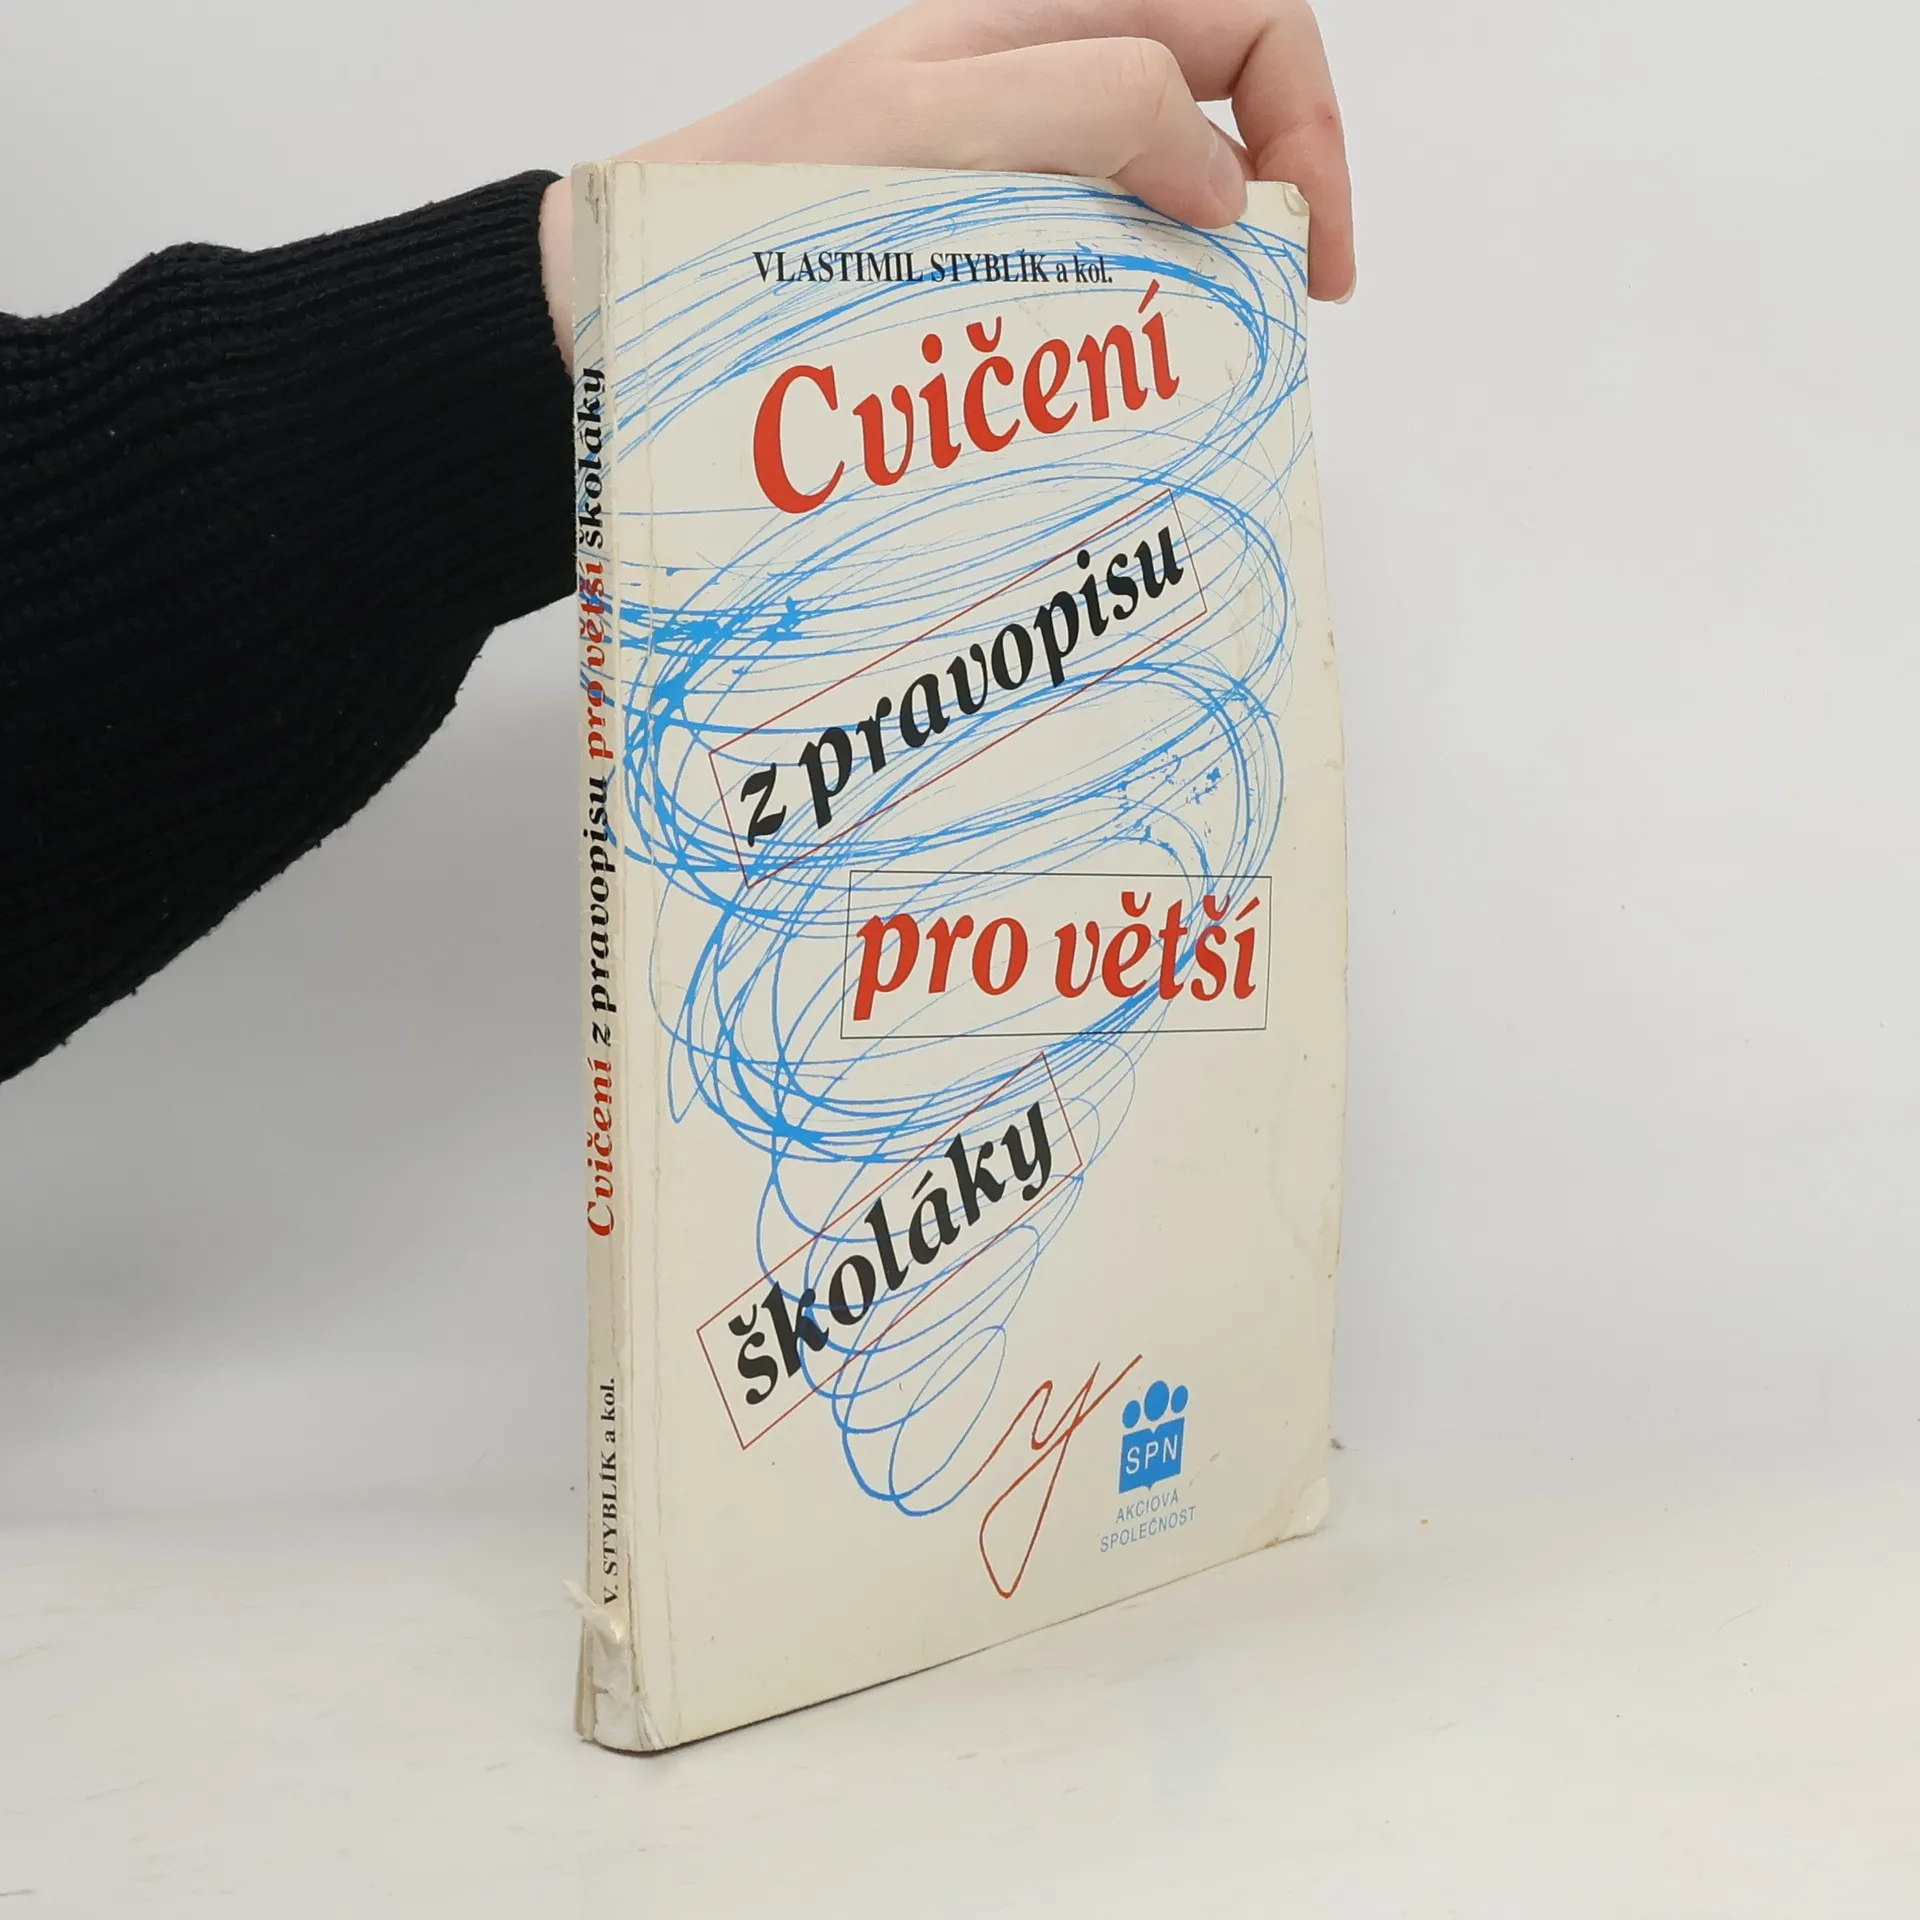 VLASTIMIL STYBLÍK a kol.
Cvičení
z pravopisu
pro větší
školáky
y
SPN
AKCIOVÁ
SPOLEČNOST
Cvičení z pravopisu pro větší školáky
V. STYBLÍK a kol.